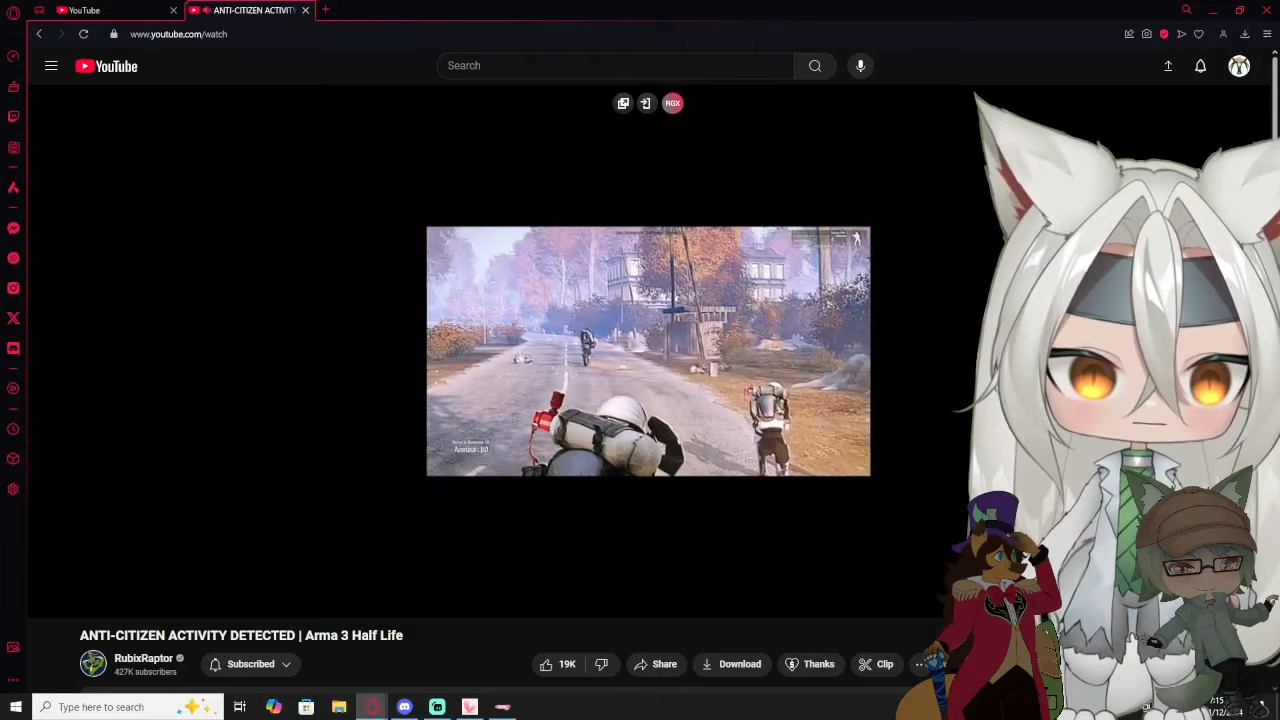 YouTube
ANTI-CITIZEN ACTIVITY
www.youtube.com/watch
YouTube
Search
RGX
Armour: 80
ANTI-CITIZEN ACTIVITY DETECTED | Arma 3 Half Life
RubixRaptor
427K subscribers
Subscribed
19K
Share
Download
Thanks
Clip
Type here to search